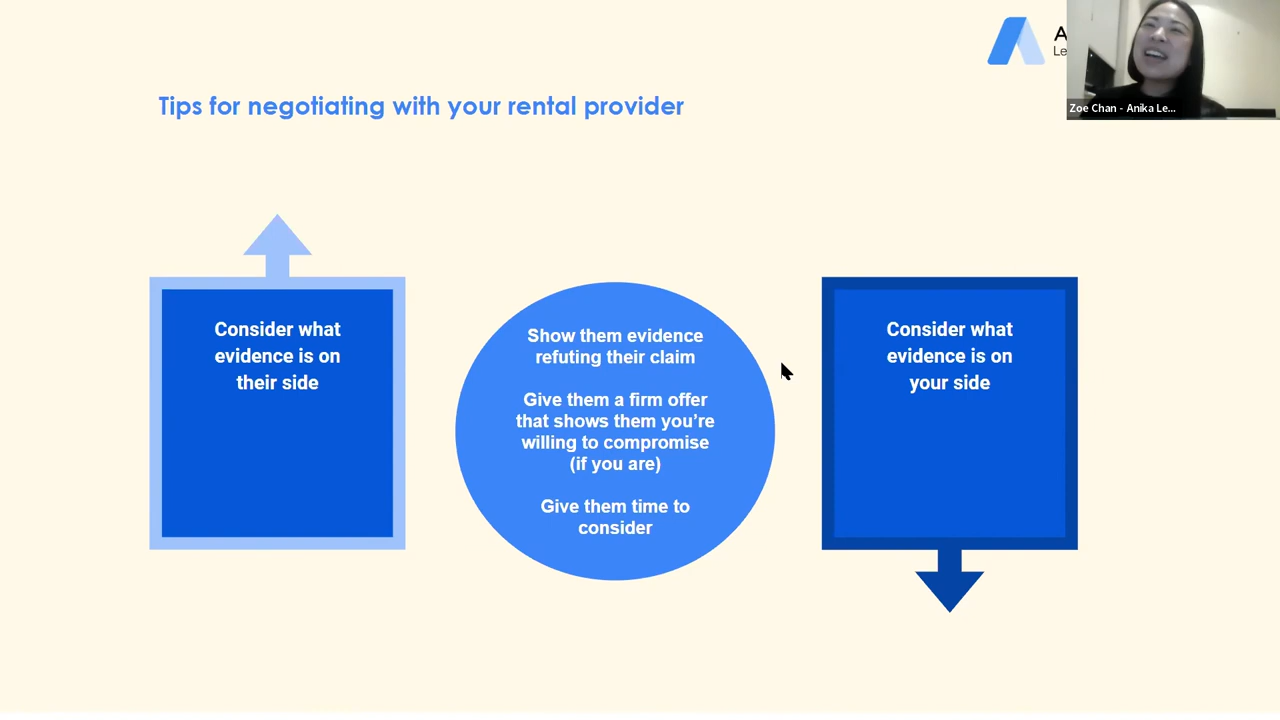 A
Le
Zoe Chan - Anika Le...
Tips for negotiating with your rental provider
Consider what
evidence is on
their side
Show them evidence
refuting their claim
Give them a firm offer
that shows them you’re
willing to compromise
(if you are)
Give them time to
consider
Consider what
evidence is on
your side